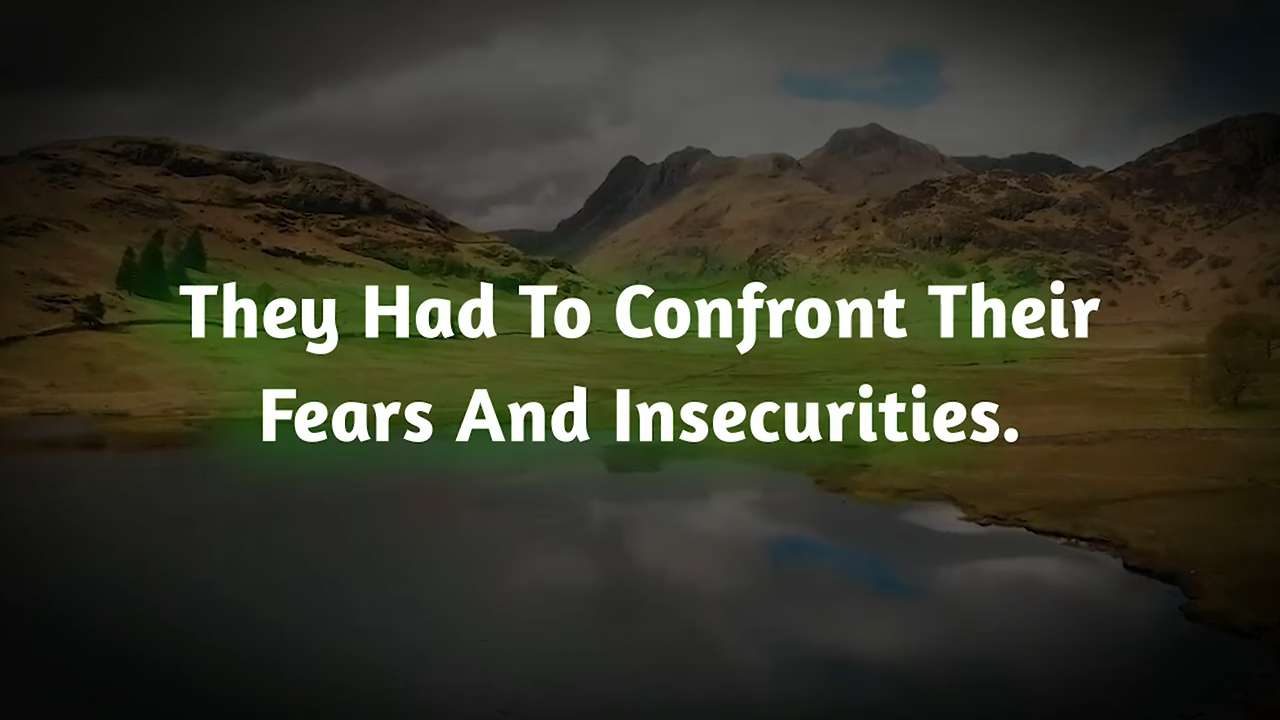 They Had To Confront Their
Fears And Insecurities.